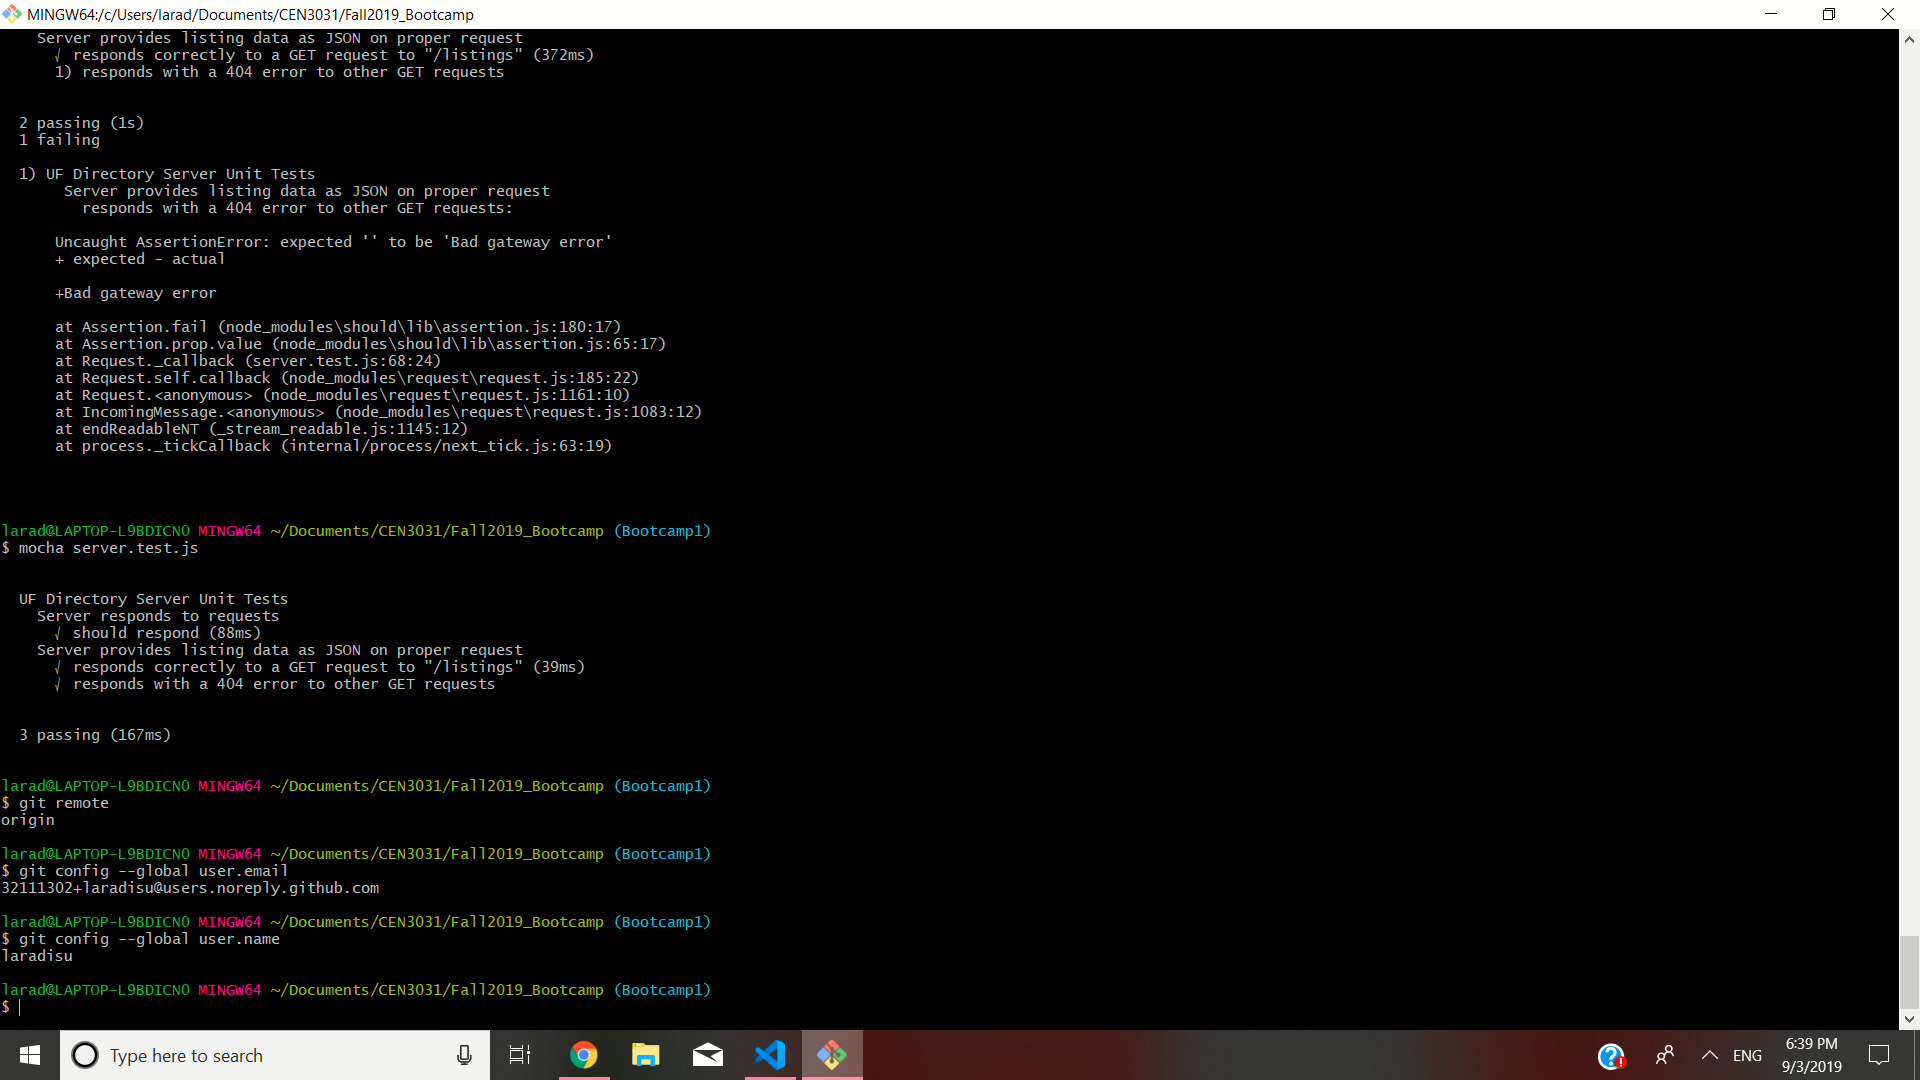 MINGW64:/c/Users/larad/Documents/CEN3031/Fall2019_Bootcamp
Server provides listing data as JSON on proper request
√ responds correctly to a GET request to "/listings" (372ms)
1) responds with a 404 error to other GET requests
2 passing (1s)
1 failing
1) UF Directory Server Unit Tests
Server provides listing data as JSON on proper request
responds with a 404 error to other GET requests:
Uncaught AssertionError: expected '' to be 'Bad gateway error'
+ expected - actual
+Bad gateway error
at Assertion.fail (node_modules\should\lib\assertion.js:180:17)
at Assertion.prop.value (node_modules\should\lib\assertion.js:65:17)
at Request._callback (server.test.js:68:24)
at Request.self.callback (node_modules\request\request.js:185:22)
at Request.<anonymous> (node_modules\request\request.js:1161:10)
at IncomingMessage.<anonymous> (node_modules\request\request.js:1083:12)
at endReadableNT (_stream_readable.js:1145:12)
at process._tickCallback (internal/process/next_tick.js:63:19)
larad@LAPTOP-L9BDICNO MINGW64 ~/Documents/CEN3031/Fall2019_Bootcamp (Bootcamp1)
$ mocha server.test.js
UF Directory Server Unit Tests
Server responds to requests
√ should respond (88ms)
Server provides listing data as JSON on proper request
√ responds correctly to a GET request to "/listings" (39ms)
√ responds with a 404 error to other GET requests
3 passing (167ms)
larad@LAPTOP-L9BDICNO MINGW64 ~/Documents/CEN3031/Fall2019_Bootcamp (Bootcamp1)
$ git remote
origin
larad@LAPTOP-L9BDICNO MINGW64 ~/Documents/CEN3031/Fall2019_Bootcamp (Bootcamp1)
$ git config --global user.email
32111302+laradisu@users.noreply.github.com
larad@LAPTOP-L9BDICNO MINGW64 ~/Documents/CEN3031/Fall2019_Bootcamp (Bootcamp1)
$ git config --global user.name
laradisu
larad@LAPTOP-L9BDICNO MINGW64 ~/Documents/CEN3031/Fall2019_Bootcamp (Bootcamp1)
$
Type here to search
ENG
6:39 PM
9/3/2019